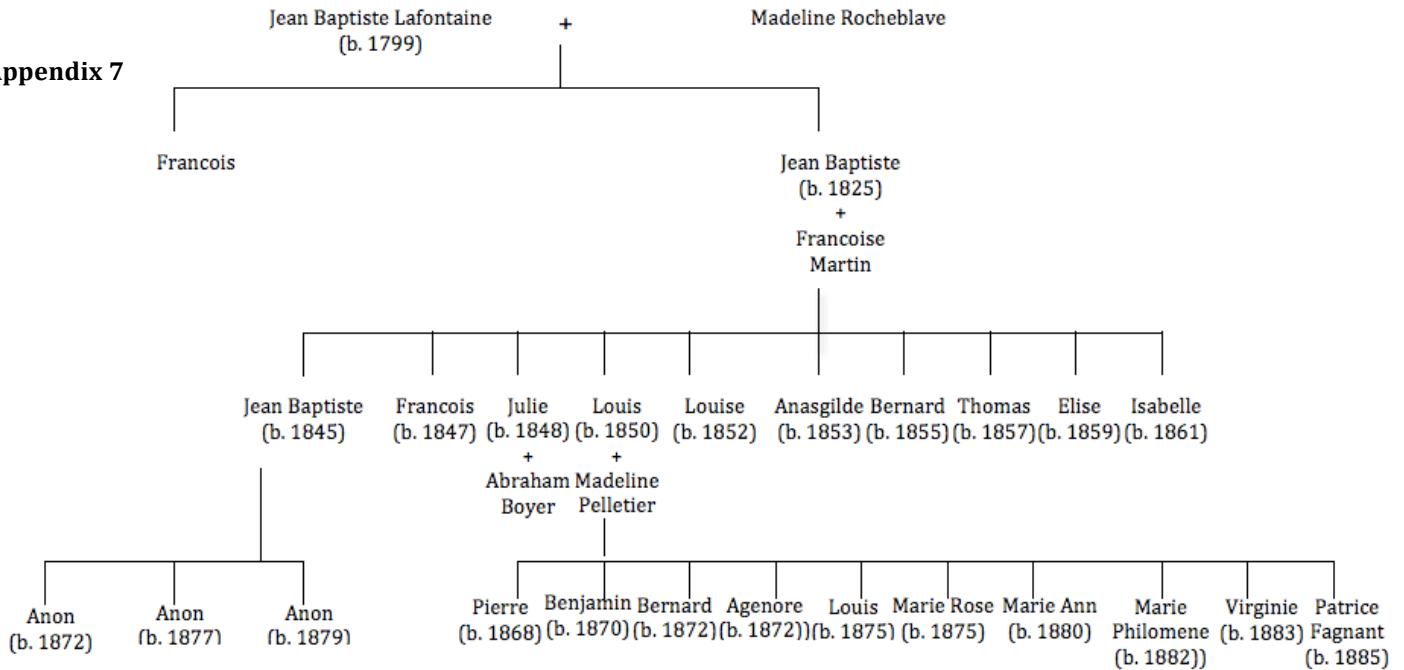 Jean Baptiste Lafontaine + Madeline Rocheblave
(b. 1799)
ppendix 7
Francois Jean Baptiste
(b. 1825)
+
Francoise
Martin
Jean Baptiste Francois Julie Louis Louise Anasgilde Bernard Thomas Elise Isabelle
(b. 1845) (b. 1847) (b. 1848) (b. 1850) (b. 1852) (b. 1853) (b. 1855) (b. 1857) (b. 1859) (b. 1861)
+ +
Abraham Madeline
Boyer Pelletier
Anon Anon Anon Pierre Benjamin Bernard Agenore Louis Marie Rose Marie Ann Marie Virginie Patrice
(b. 1872) (b. 1877) (b. 1879) (b. 1868) (b. 1870) (b. 1872) (b. 1872)) (b. 1875) (b. 1875) (b. 1880) Philomene (b. 1883) Fagnant
(b. 1882)) (b. 1885)